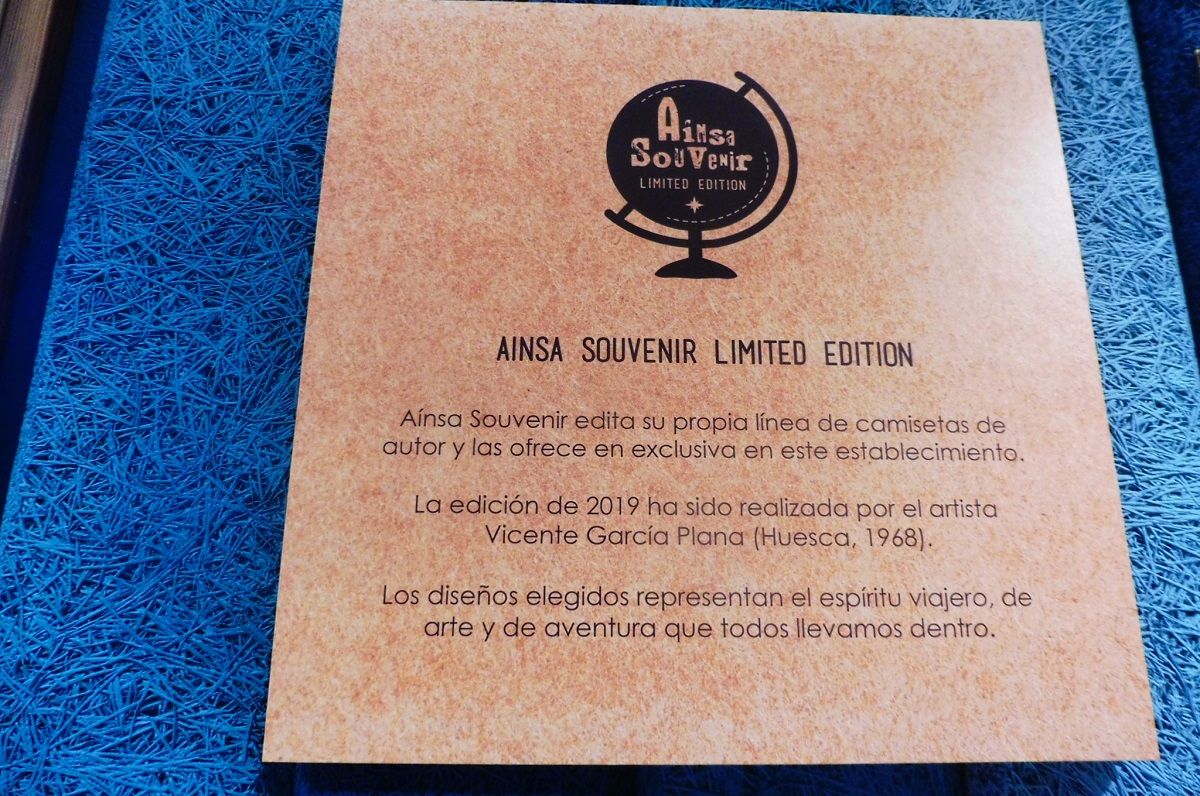 Aínsa
Souvenir
LIMITED EDITION
AINSA SOUVENIR LIMITED EDITION
Aínsa Souvenir edita su propia línea de camisetas de
autor y las ofrece en exclusiva en este establecimiento.
La edición de 2019 ha sido realizada por el artista
Vicente García Plana (Huesca, 1968).
Los diseños elegidos representan el espíritu viajero, de
arte y de aventura que todos llevamos dentro.